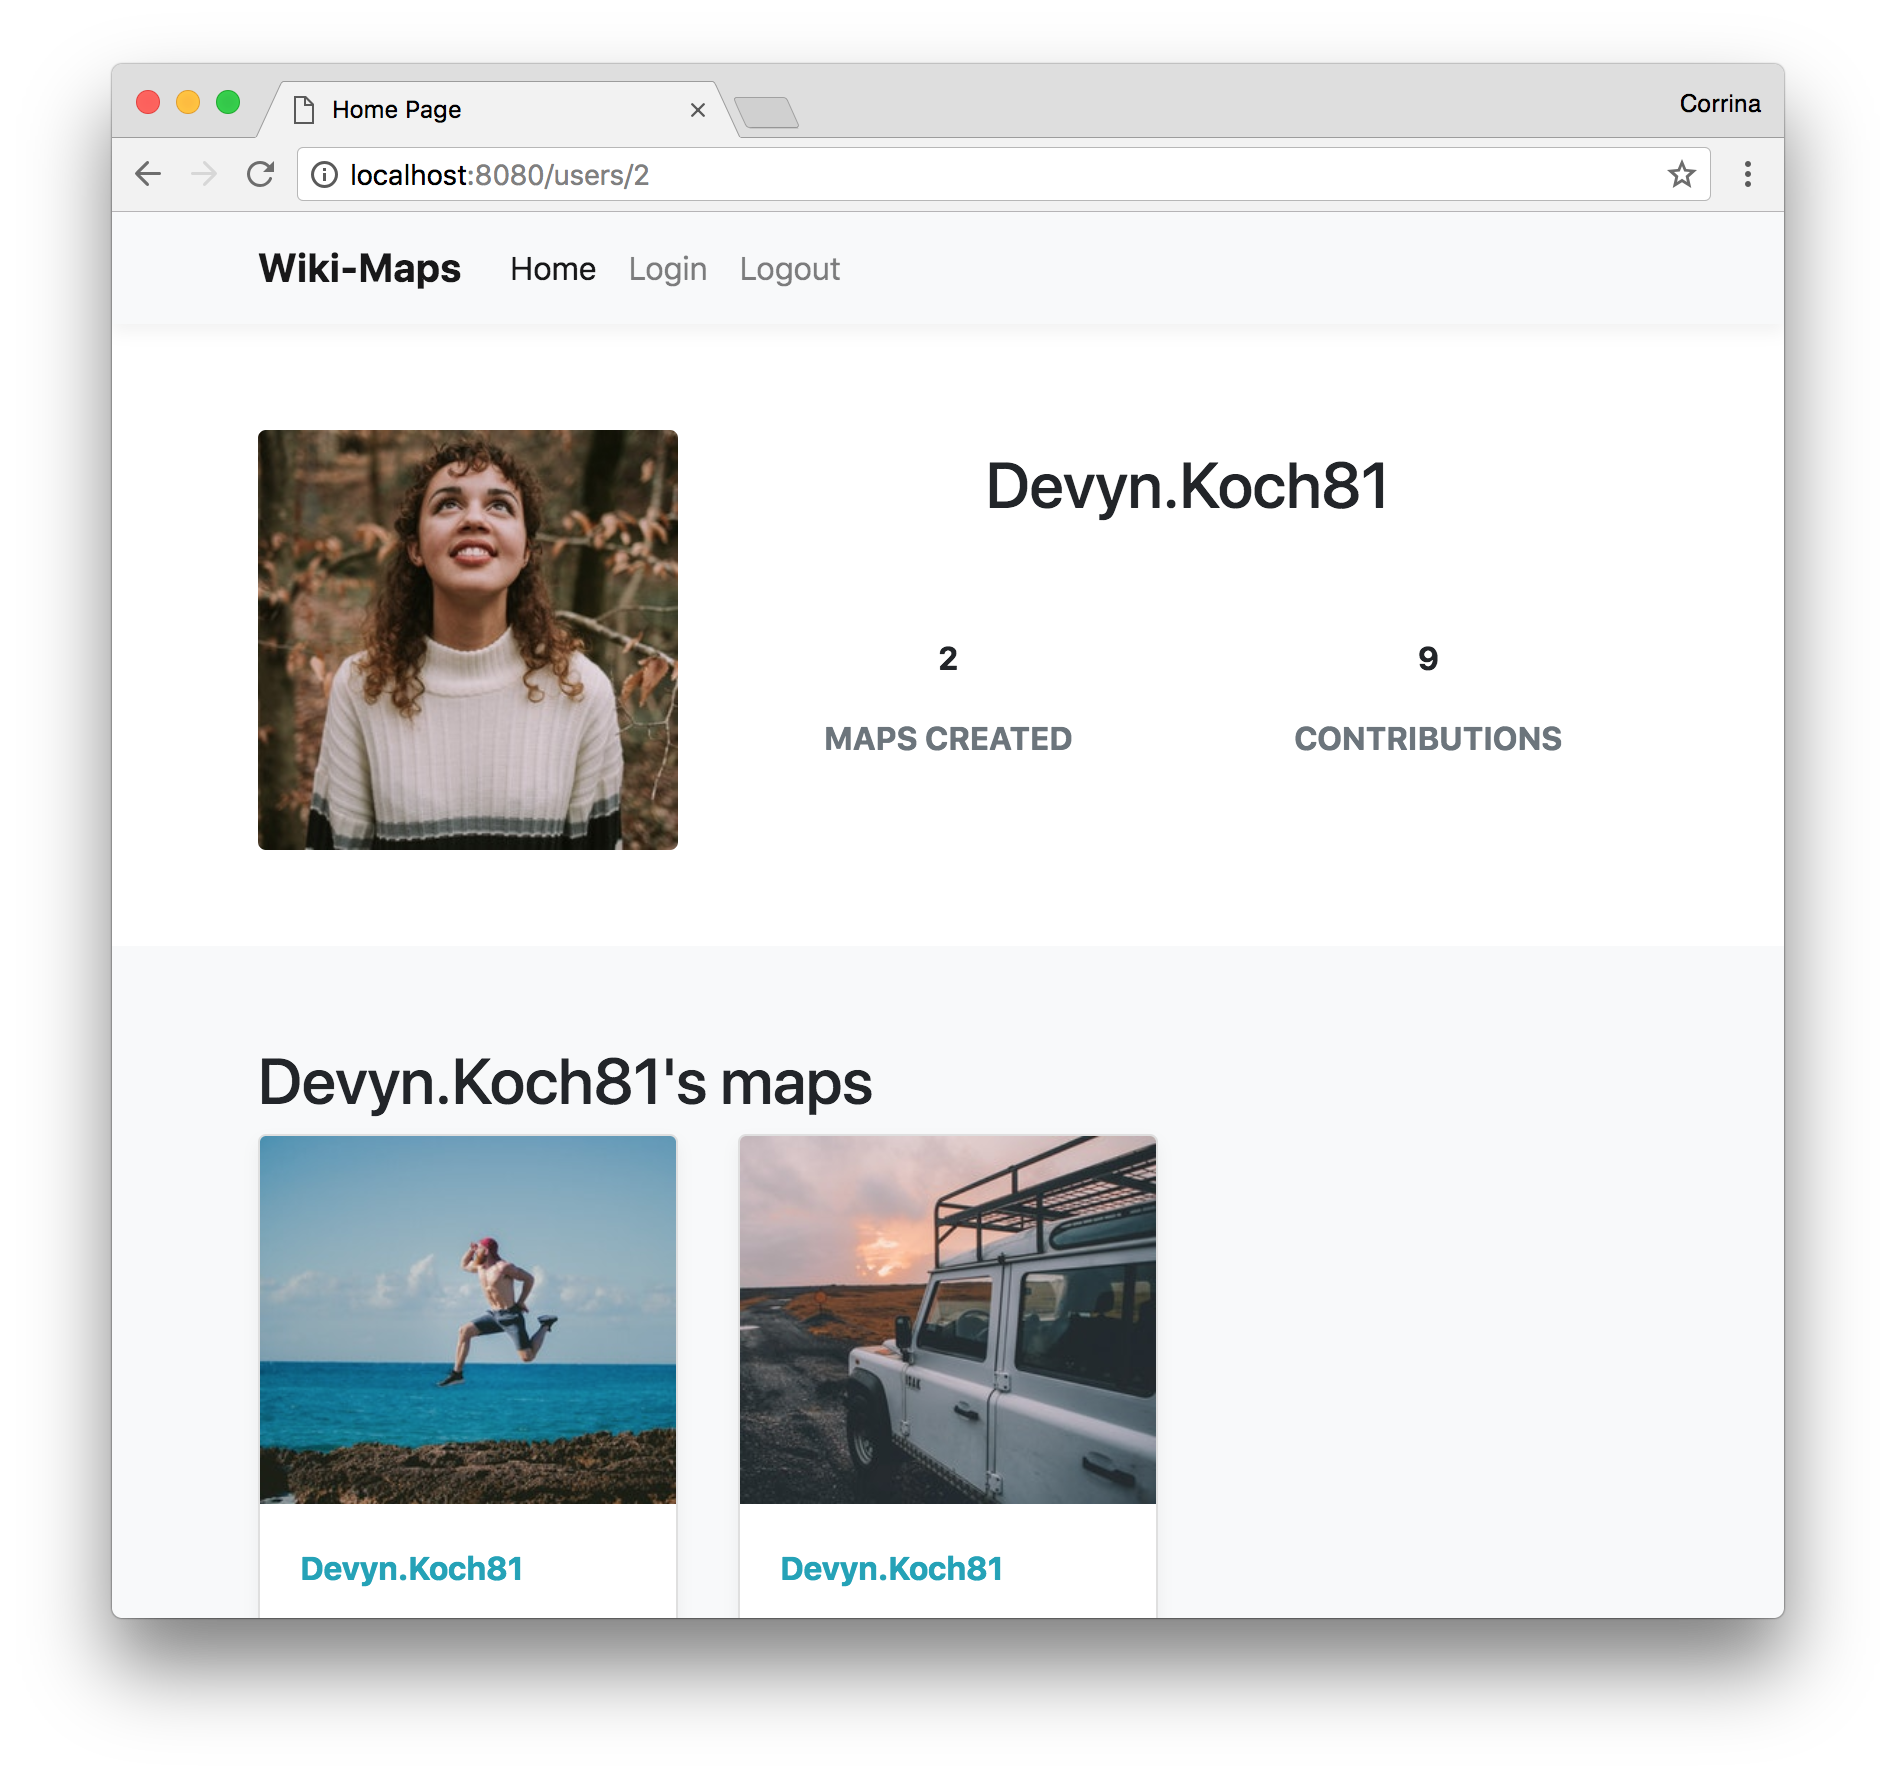 Home Page
Corrina
localhost:8080/users/2
Wiki-Maps Home Login Logout
Devyn.Koch81
2 9
MAPS CREATED CONTRIBUTIONS
Devyn.Koch81's maps
Devyn.Koch81 Devyn.Koch81